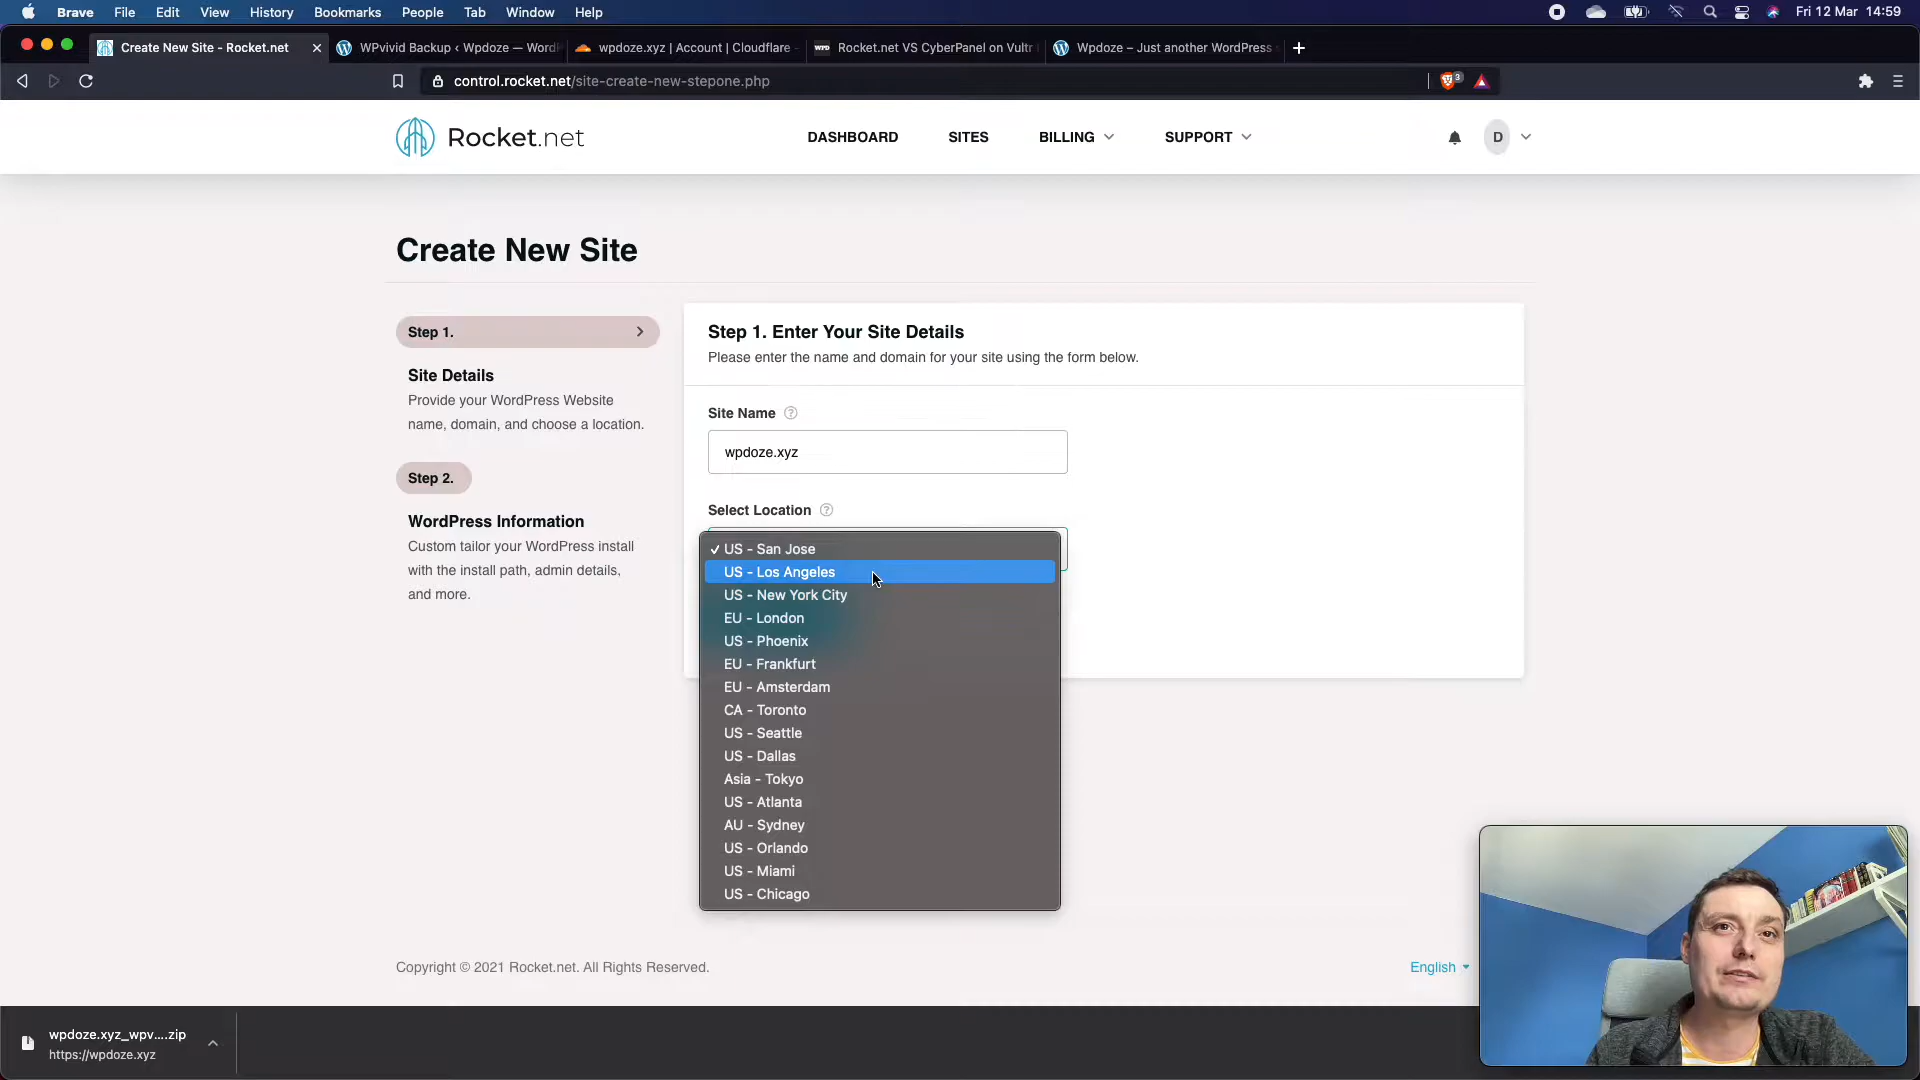 Brave File Edit View History Bookmarks People Tab Window Help
Fri 12 Mar 14:59
Create New Site - Rocket.net
WPvivid Backup ‹ Wpdoze — Word
wpdoze.xyz | Account | Cloudflare -
WPD Rocket.net VS CyberPanel on Vultr
Wpdoze – Just another WordPress
control.rocket.net/site-create-new-stepone.php
3
Rocket.net
DASHBOARD
SITES
BILLING
SUPPORT
D
Create New Site
Step 1.
Site Details
Provide your WordPress Website
name, domain, and choose a location.
Step 2.
WordPress Information
Custom tailor your WordPress install
with the install path, admin details,
and more.
Step 1. Enter Your Site Details
Please enter the name and domain for your site using the form below.
Site Name ?
wpdoze.xyz
Select Location ?
✓ US - San Jose
US - Los Angeles
US - New York City
EU - London
US - Phoenix
EU - Frankfurt
EU - Amsterdam
CA - Toronto
US - Seattle
US - Dallas
Asia - Tokyo
US - Atlanta
AU - Sydney
US - Orlando
US - Miami
US - Chicago
Copyright © 2021 Rocket.net. All Rights Reserved.
English
wpdoze.xyz_wpv....zip
https://wpdoze.xyz